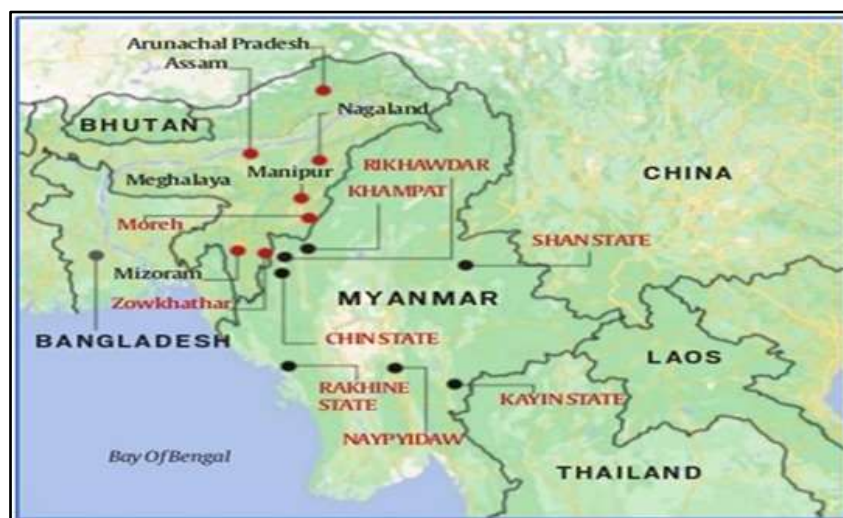 Arunachal Pradesh
Assam
Nagaland
BHUTAN
RIKHAWDAR
Meghalaya
Manipur
KHAMPAT
CHINA
Moreh
SHAN STATE
Mizoram
MYANMAR
Zowkhathar
BANGLADESH
CHIN STATE
LAOS
RAKHINE
STATE
KAYIN STATE
NAYPYIDAW
Bay Of Bengal
THAILAND